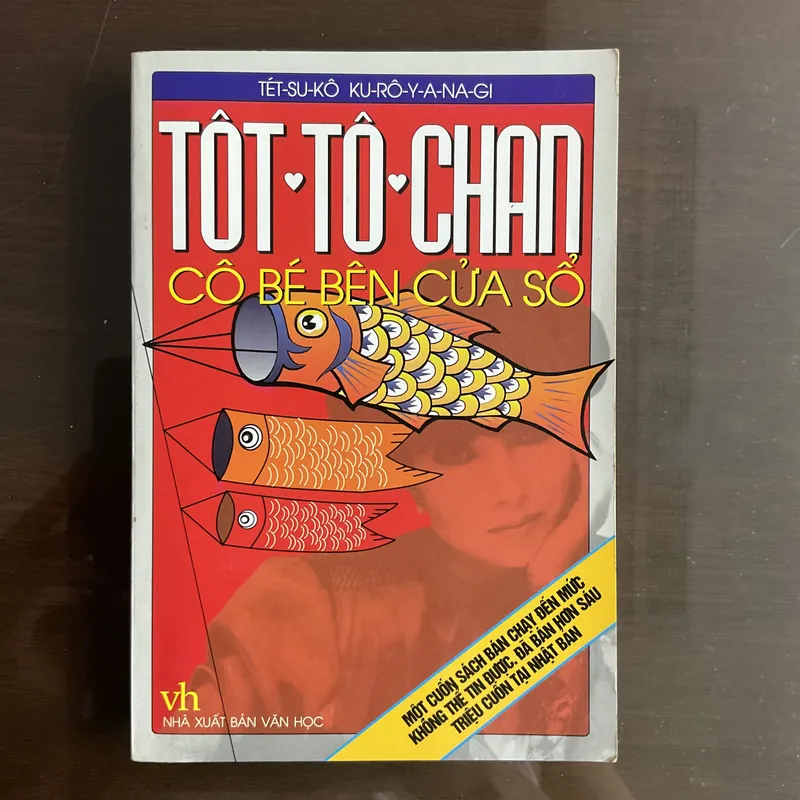 TÉT-SU-KÔ KU-RÔ-Y-A-NA-GI
TÔT♥TÔ♥CHAN
CÔ BÉ BÊN CỬA SỔ
MỘT CUỐN SÁCH BÁN CHẠY ĐẾN MỨC
KHÔNG THỂ TIN ĐƯỢC. ĐÃ BÁN HƠN SÁU
TRIỆU CUỐN TẠI NHẬT BẢN
vh
NHÀ XUẤT BẢN VĂN HỌC